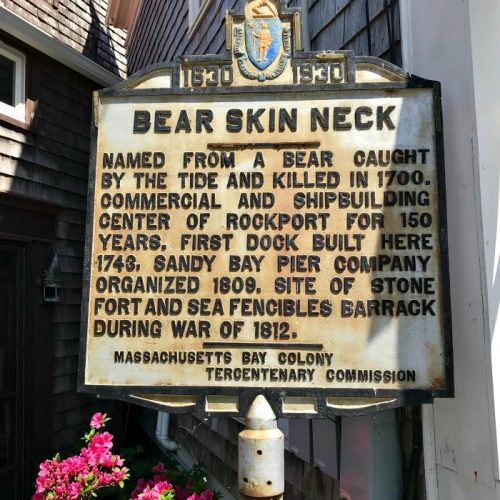 1630 1930
BEAR SKIN NECK
NAMED FROM A BEAR CAUGHT
BY THE TIDE AND KILLED IN 1700.
COMMERCIAL AND SHIPBUILDING
CENTER OF ROCKPORT FOR 150
YEARS. FIRST DOCK BUILT HERE
1743. SANDY BAY PIER COMPANY
ORGANIZED 1809. SITE OF STONE
FORT AND SEA FENCIBLES BARRACK
DURING WAR OF 1812.
MASSACHUSETTS BAY COLONY
TERCENTENARY COMMISSION